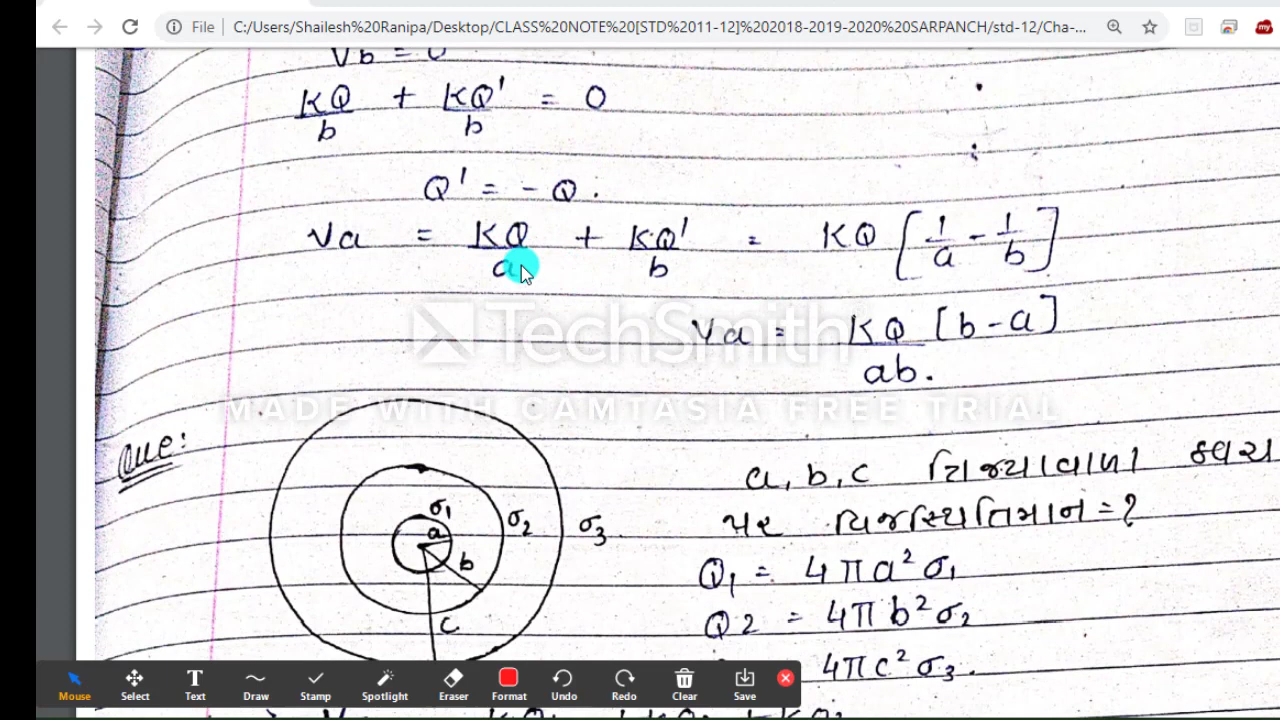 File | C:/Users/Shailesh%20Ranipa/Desktop/CLASS%20NOTE%20[STD%2011-12]%202018-2019-2020%20SARPANCH/std-12/Cha-...
Vb = 0
KQ/b + KQ'/b = 0
Q' = - Q.
Va = KQ/a + KQ'/b = KQ [1/a - 1/b]
Va = KQ/ab [b-a].
TechSmith
MADE WITH CAMTASIA FREE TRIAL
Que:
a, b, c ત્રિજ્યાવાળા કવચ
પર વિજસ્થિતિમાન = ?
σ1
a
σ2
σ3.
b
c
Q1 = 4πa²σ1
Q2 = 4πb²σ2
4πc²σ3.
Mouse Select Text Draw Stamp Spotlight Eraser Format Undo Redo Clear Save